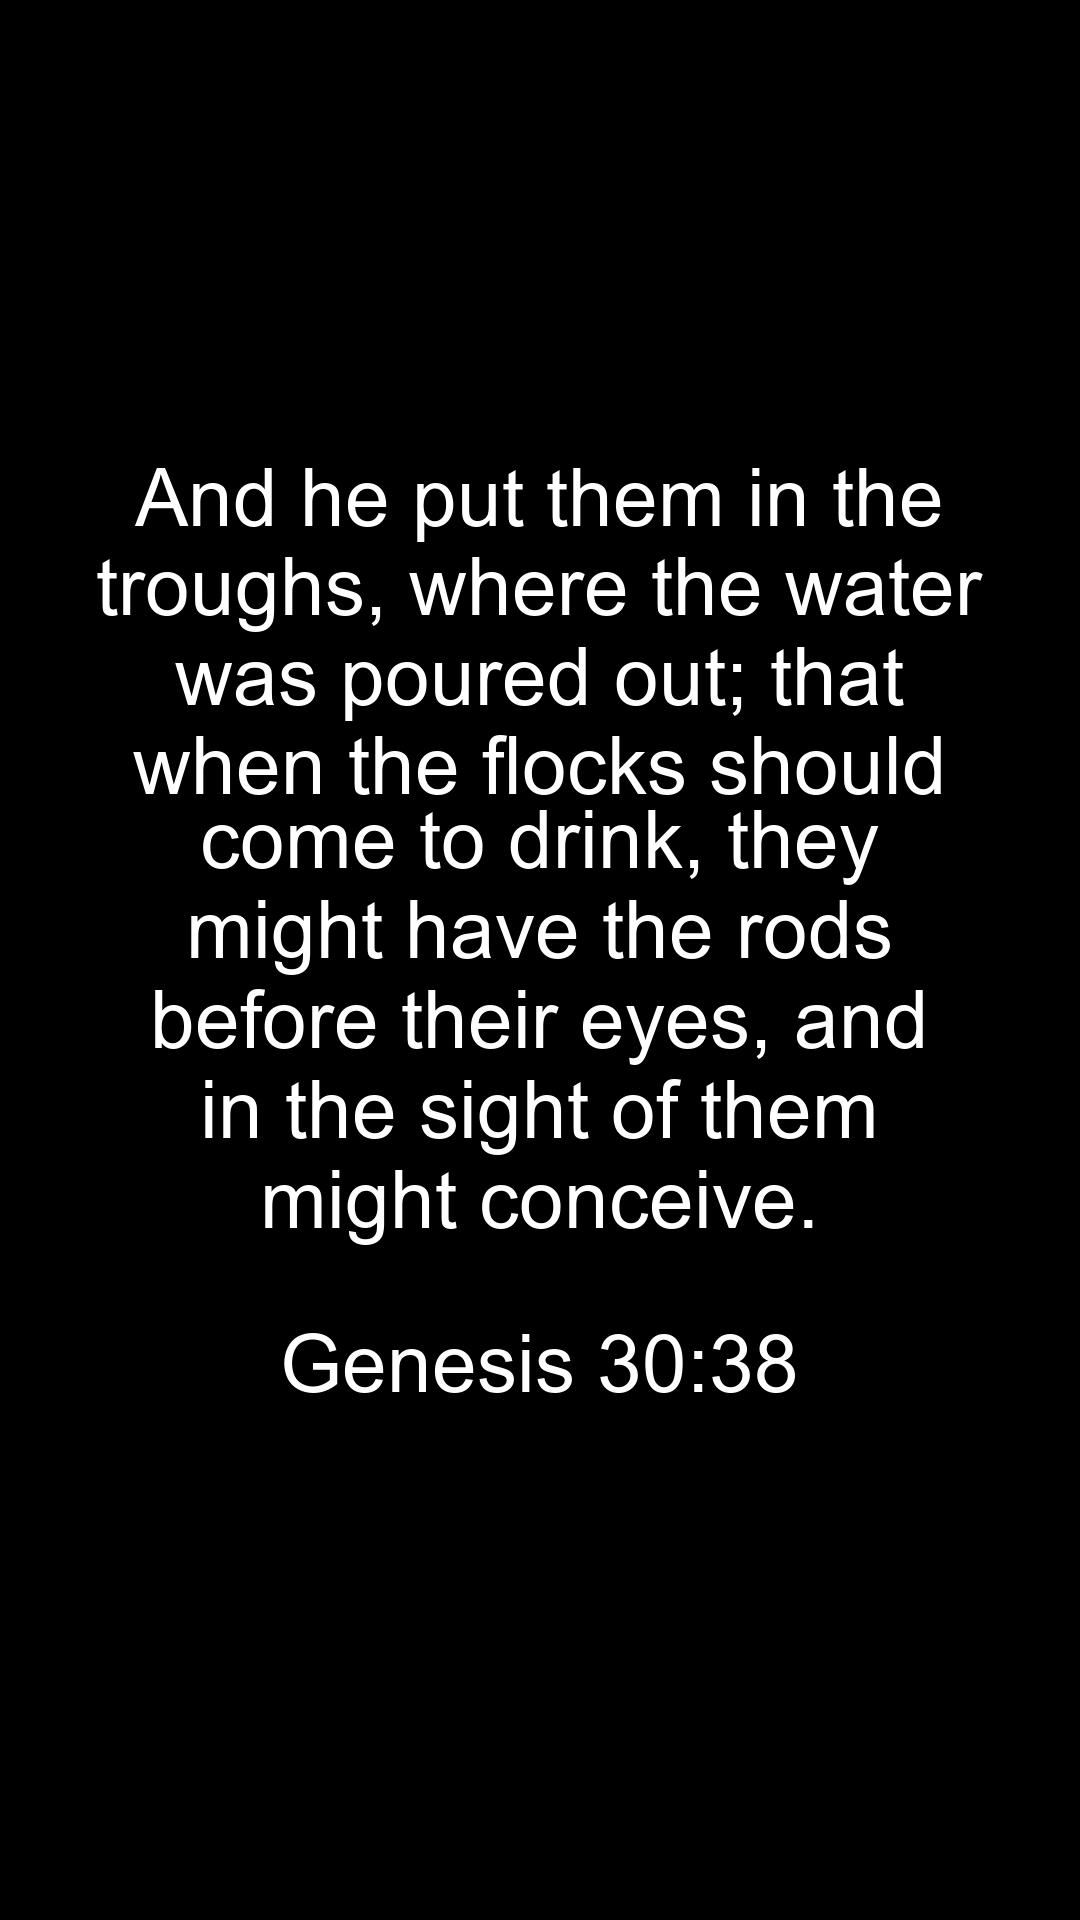 And he put them in the
troughs, where the water
was poured out; that
when the flocks should
come to drink, they
might have the rods
before their eyes, and
in the sight of them
might conceive.
Genesis 30:38